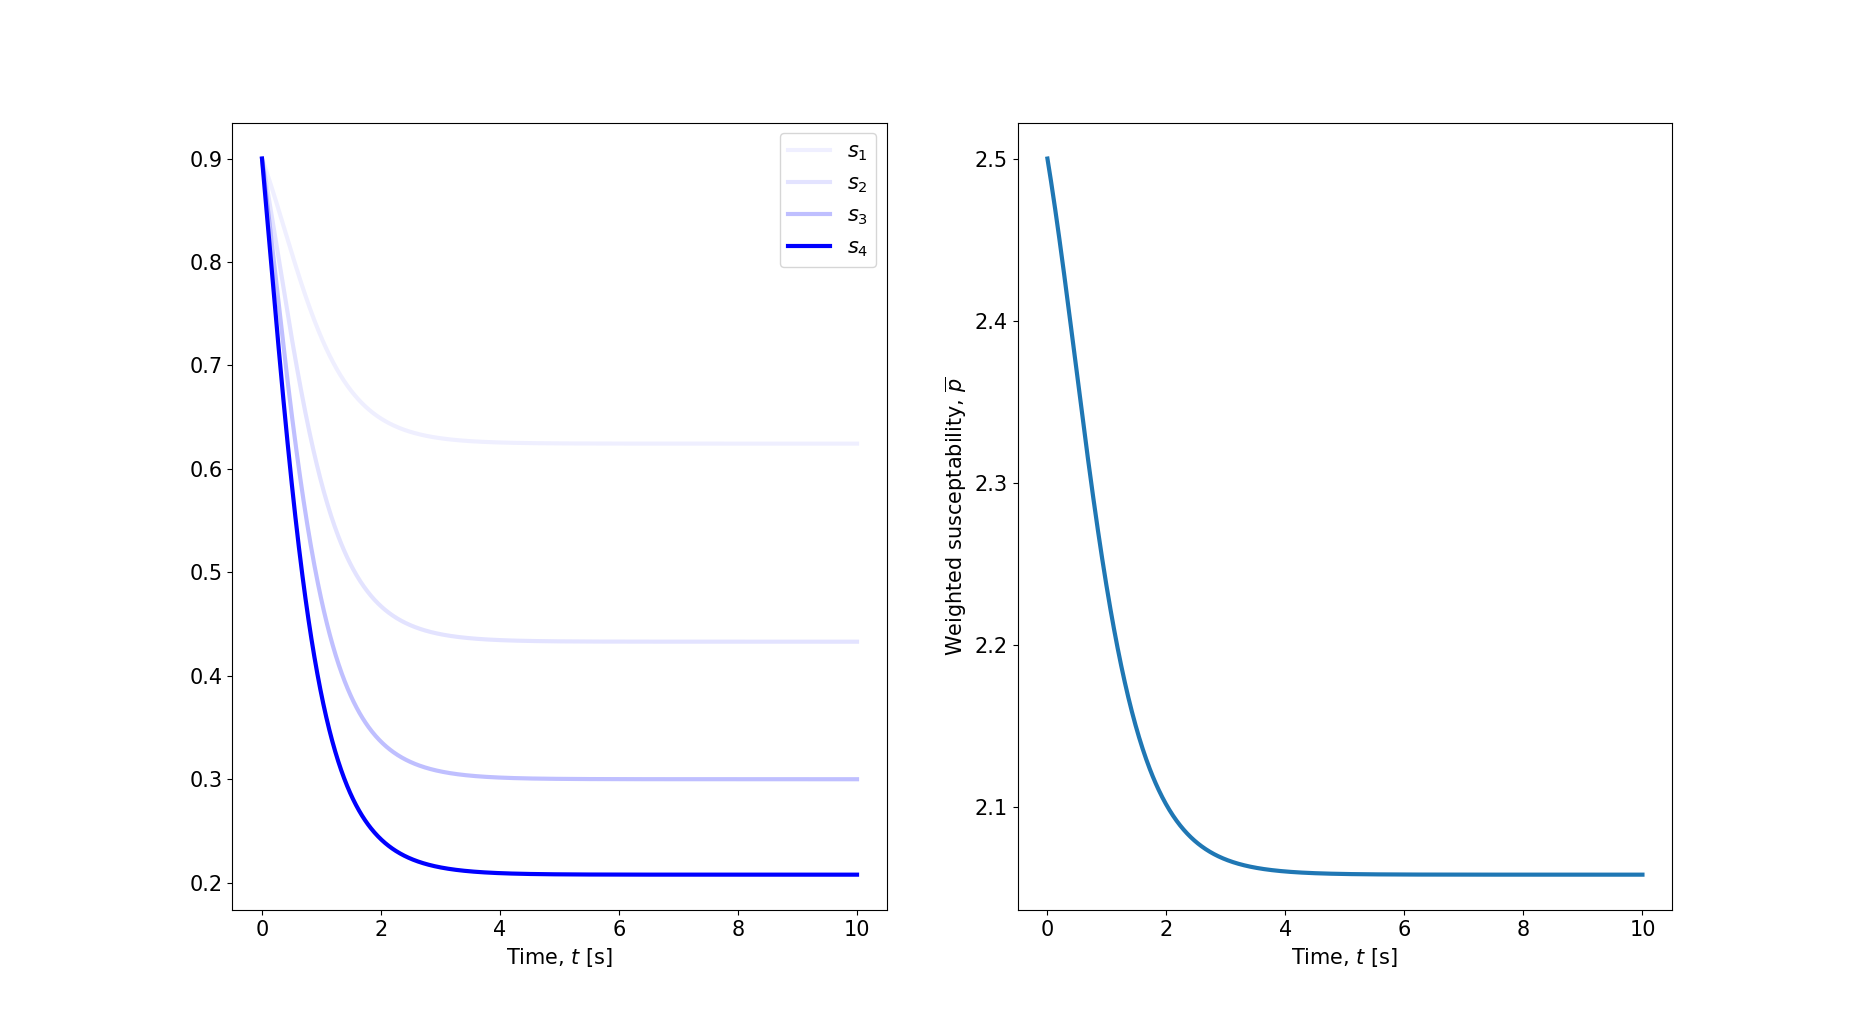 0.9
0.8
0.7
0.6
0.5
0.4
0.3
0.2
0 2 4 6 8 10
Time, t [s]
s₁
s₂
s₃
s₄
Weighted susceptability, p̅
2.5
2.4
2.3
2.2
2.1
0 2 4 6 8 10
Time, t [s]